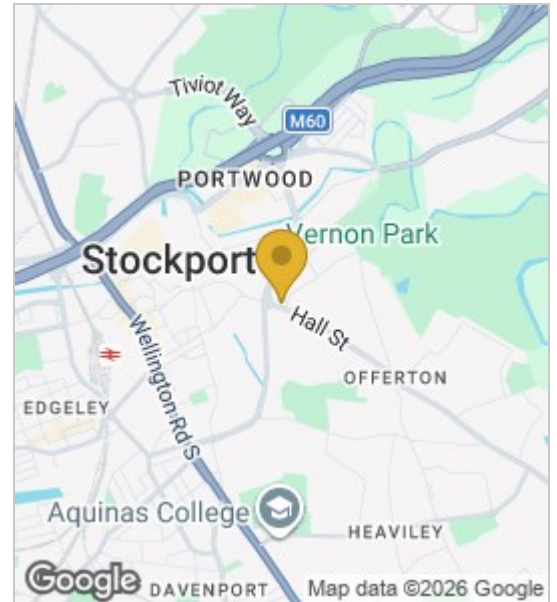 Tiviot Way
M60
PORTWOOD
Vernon Park
Stockport
Hall St
OFFERTON
Wellington Rd S
EDGELEY
Aquinas College
HEAVILEY
Google
DAVENPORT
Map data ©2026 Google